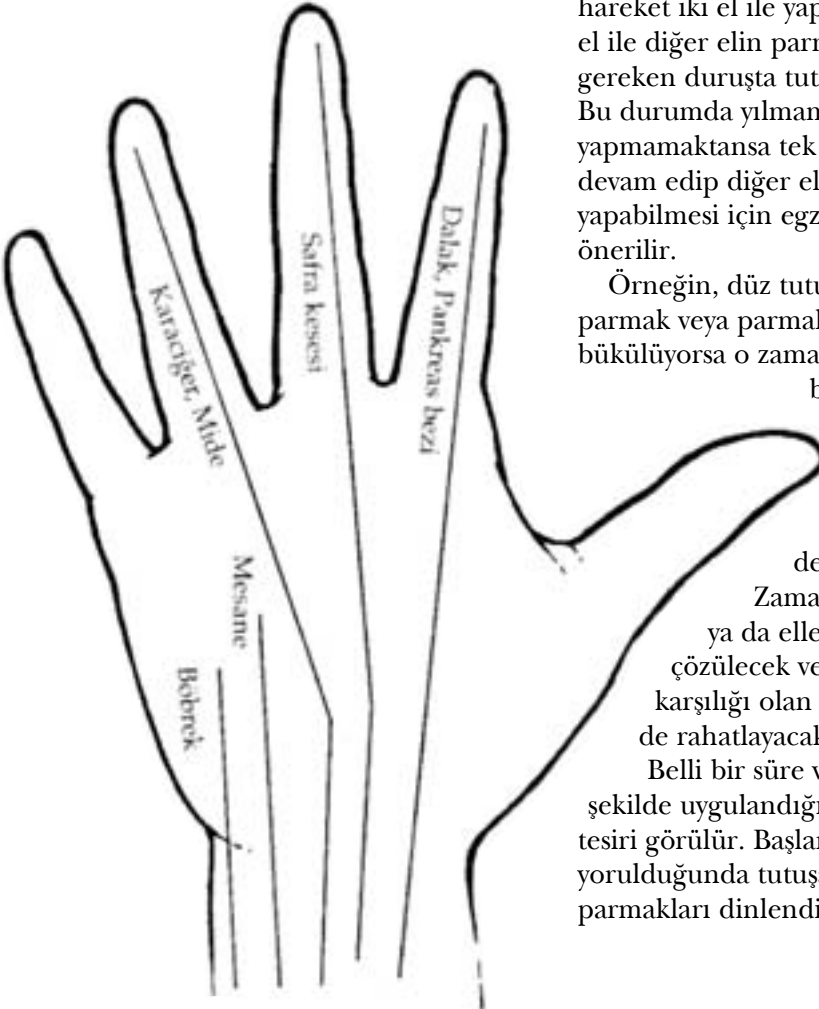 hareket iki el ile yap
el ile diğer elin parn
gereken duruşta tut
Bu durumda yılman
yapmamaktansa tek
devam edip diğer el
yapabilmesi için egz
önerilir.
Örneğin, düz tutu
parmak veya parmal
bükülüyorsa o zama
b
de
Zama
ya da elle
çözülecek ve
karşılığı olan
de rahatlayacak
Belli bir süre v
şekilde uygulandığı
tesiri görülür. Başlar
yorulduğunda tutuş
parmakları dinlendi
Karaciğer, Mide
Safra kesesi
Dalak, Pankreas bezi
Mesane
Böbrek